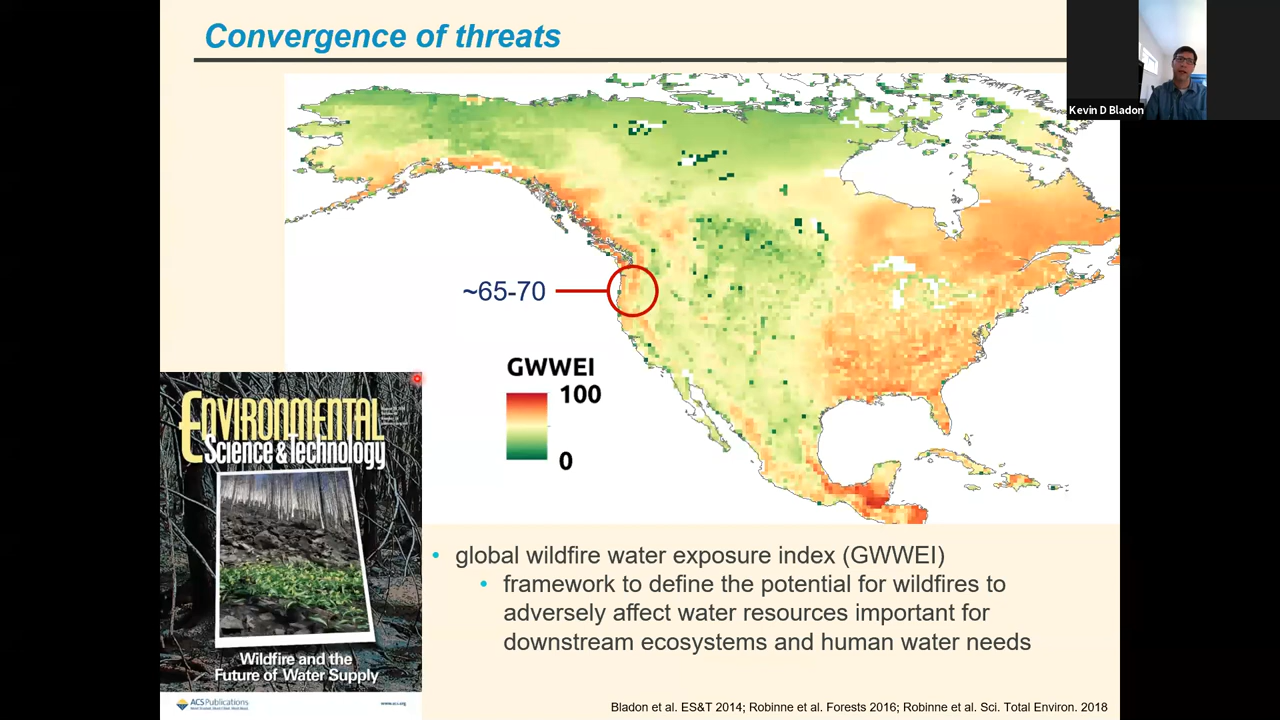 Convergence of threats
Kevin D Bladon
~65-70
GWWEI
100
0
ENVIRONMENTAL
Science & Technology
Wildfire and the
Future of Water Supply
ACS Publications
www.acs.org
• global wildfire water exposure index (GWWEI)
• framework to define the potential for wildfires to
adversely affect water resources important for
downstream ecosystems and human water needs
Bladon et al. ES&T 2014; Robinne et al. Forests 2016; Robinne et al. Sci. Total Environ. 2018